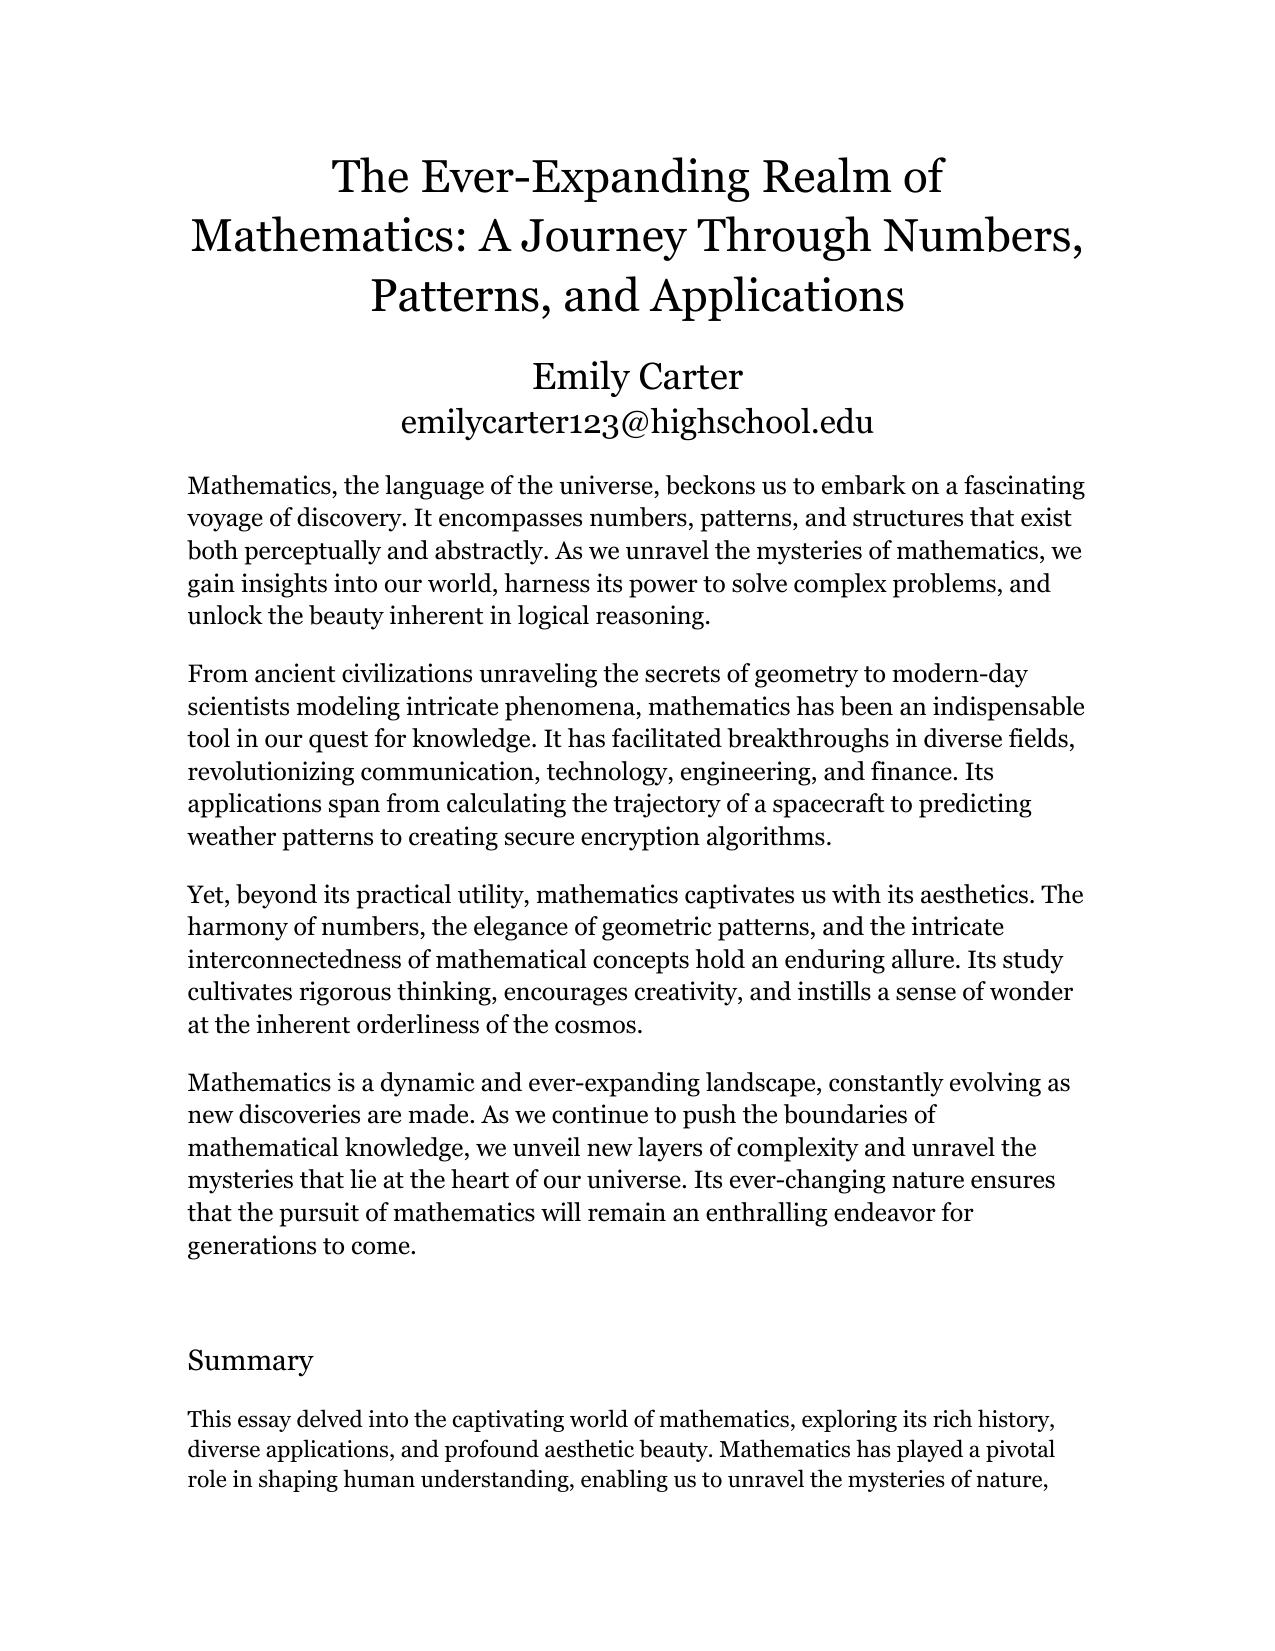 The Ever-Expanding Realm of
Mathematics: A Journey Through Numbers,
Patterns, and Applications
Emily Carter
emilycarter123@highschool.edu
Mathematics, the language of the universe, beckons us to embark on a fascinating
voyage of discovery. It encompasses numbers, patterns, and structures that exist
both perceptually and abstractly. As we unravel the mysteries of mathematics, we
gain insights into our world, harness its power to solve complex problems, and
unlock the beauty inherent in logical reasoning.
From ancient civilizations unraveling the secrets of geometry to modern-day
scientists modeling intricate phenomena, mathematics has been an indispensable
tool in our quest for knowledge. It has facilitated breakthroughs in diverse fields,
revolutionizing communication, technology, engineering, and finance. Its
applications span from calculating the trajectory of a spacecraft to predicting
weather patterns to creating secure encryption algorithms.
Yet, beyond its practical utility, mathematics captivates us with its aesthetics. The
harmony of numbers, the elegance of geometric patterns, and the intricate
interconnectedness of mathematical concepts hold an enduring allure. Its study
cultivates rigorous thinking, encourages creativity, and instills a sense of wonder
at the inherent orderliness of the cosmos.
Mathematics is a dynamic and ever-expanding landscape, constantly evolving as
new discoveries are made. As we continue to push the boundaries of
mathematical knowledge, we unveil new layers of complexity and unravel the
mysteries that lie at the heart of our universe. Its ever-changing nature ensures
that the pursuit of mathematics will remain an enthralling endeavor for
generations to come.
Summary
This essay delved into the captivating world of mathematics, exploring its rich history,
diverse applications, and profound aesthetic beauty. Mathematics has played a pivotal
role in shaping human understanding, enabling us to unravel the mysteries of nature,